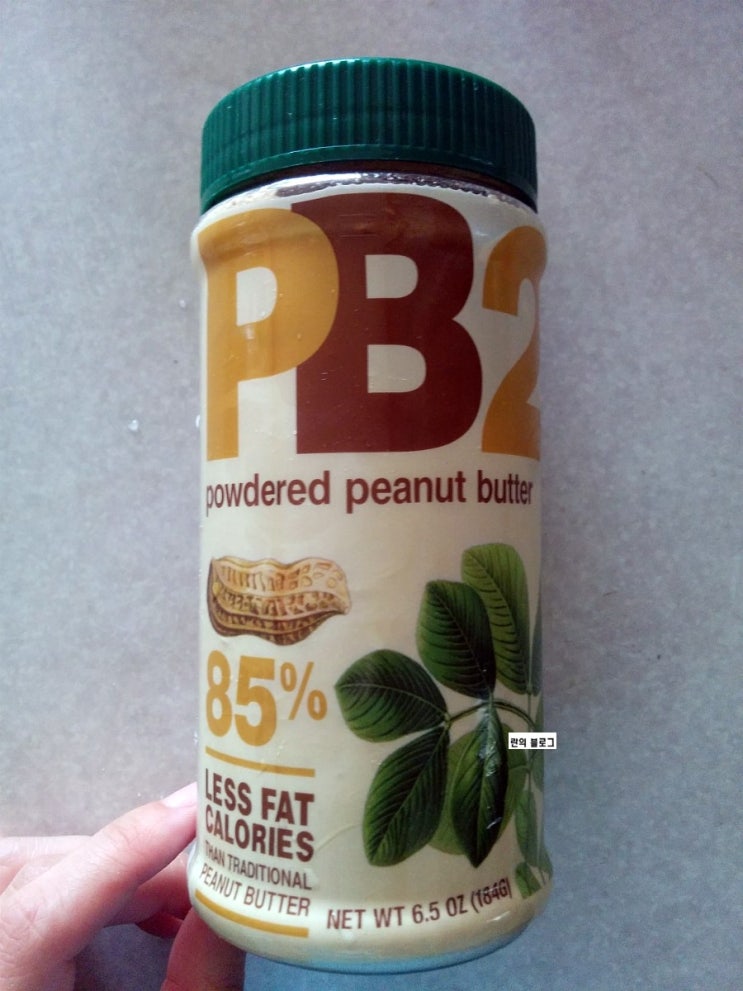 PB2
powdered peanut butter
85%
LESS FAT
CALORIES
THAN TRADITIONAL
PEANUT BUTTER
란의 블로그
NET WT 6.5 OZ (184G)